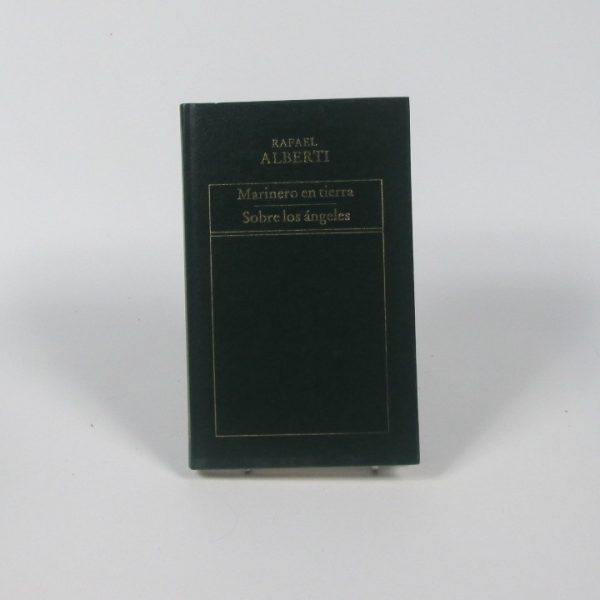 RAFAEL
ALBERTI
Marinero en tierra
Sobre los ángeles